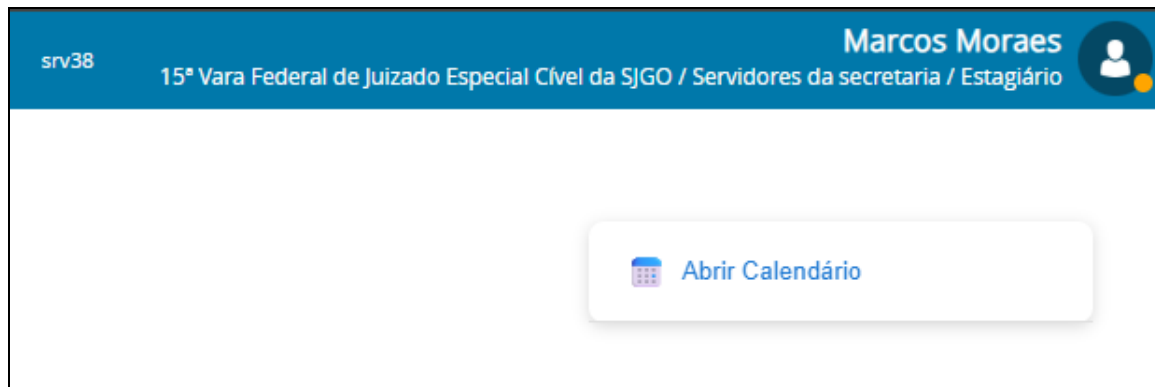 srv38
Marcos Moraes
15ª Vara Federal de Juizado Especial Cível da SJGO / Servidores da secretaria / Estagiário
Abrir Calendário